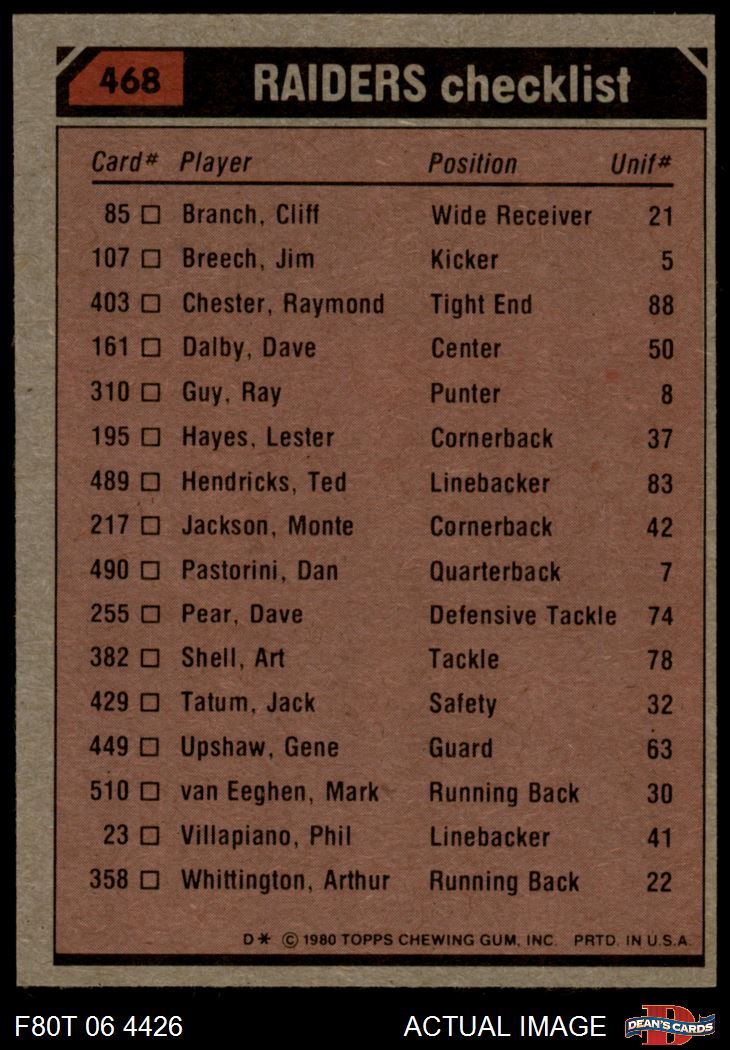 468 RAIDERS checklist
Card# Player Position Unif#
85 Branch, Cliff Wide Receiver 21
107 Breech, Jim Kicker 5
403 Chester, Raymond Tight End 88
161 Dalby, Dave Center 50
310 Guy, Ray Punter 8
195 Hayes, Lester Cornerback 37
489 Hendricks, Ted Linebacker 83
217 Jackson, Monte Cornerback 42
490 Pastorini, Dan Quarterback 7
255 Pear, Dave Defensive Tackle 74
382 Shell, Art Tackle 78
429 Tatum, Jack Safety 32
449 Upshaw, Gene Guard 63
510 van Eeghen, Mark Running Back 30
23 Villapiano, Phil Linebacker 41
358 Whittington, Arthur Running Back 22
D* © 1980 TOPPS CHEWING GUM, INC. PRTD. IN U.S.A.
F80T 06 4426 ACTUAL IMAGE D DEAN'S CARDS